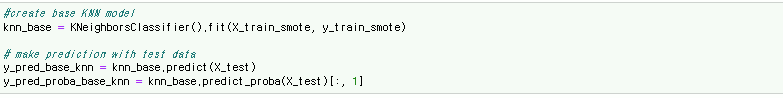 #create base KNN model
knn_base = KNeighborsClassifier().fit(X_train_smote, y_train_smote)
# make prediction with test data
y_pred_base_knn = knn_base.predict(X_test)
y_pred_proba_base_knn = knn_base.predict_proba(X_test)[:, 1]